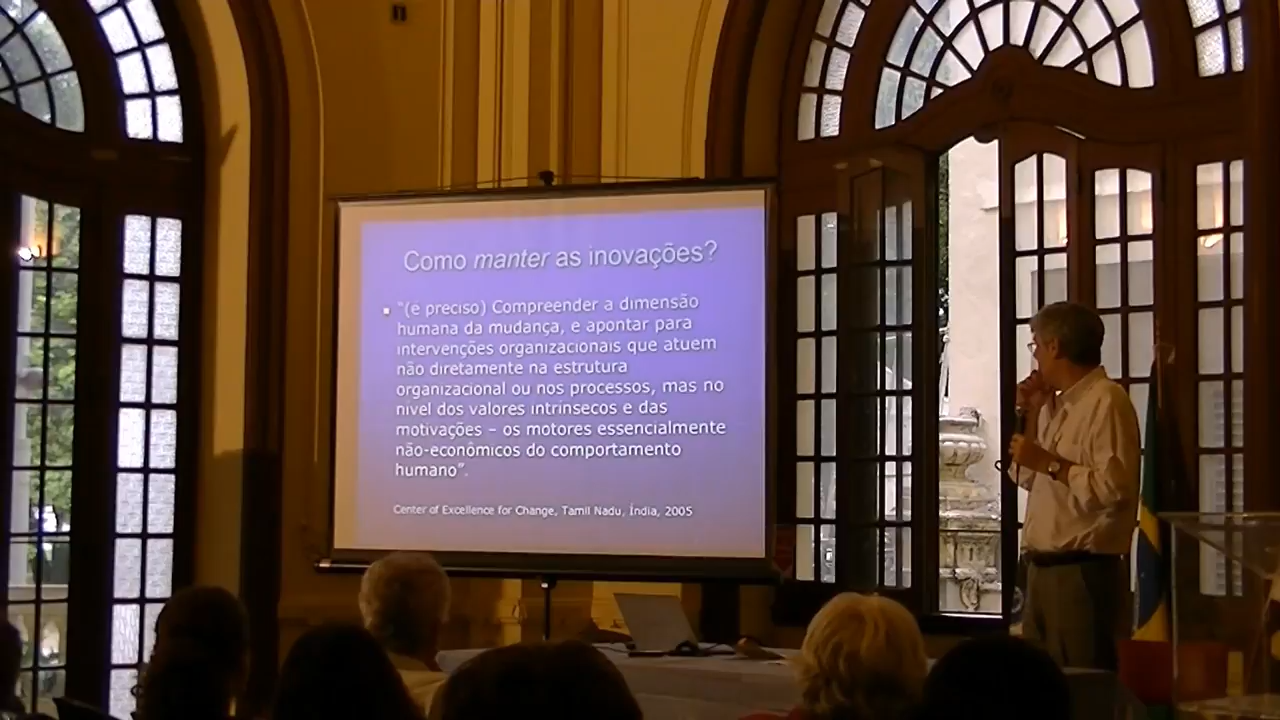 Como manter as inovações?
"(é preciso) Compreender a dimensão
humana da mudança, e apontar para
intervenções organizacionais que atuem
não diretamente na estrutura
organizacional ou nos processos, mas no
nível dos valores intrínsecos e das
motivações – os motores essencialmente
não-econômicos do comportamento
humano".
Center of Excellence for Change, Tamil Nadu, Índia, 2005